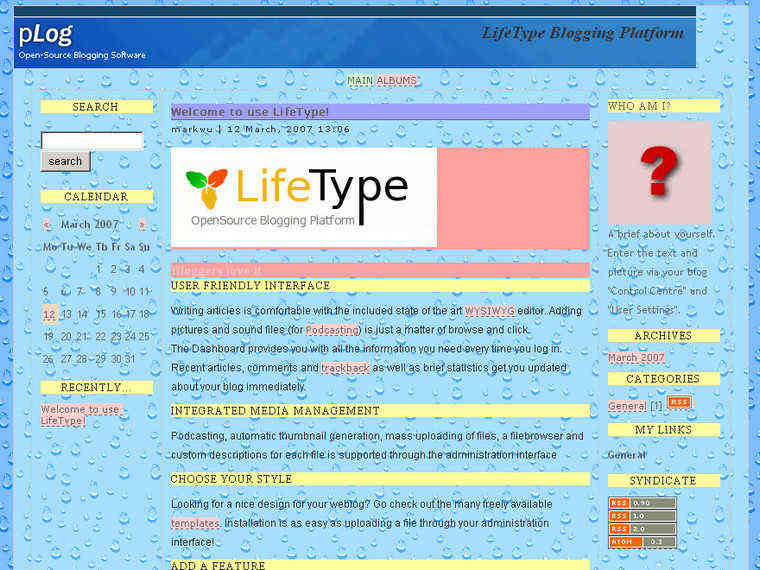 pLog
Open-Source Blogging Software
LifeType Blogging Platform
MAIN ALBUMS
SEARCH
search
CALENDAR
« March 2007 »
Mo Tu We Th Fr Sa Su
1 2 3 4
5 6 7 8 9 10 11
12 13 14 15 16 17 18
19 20 21 22 23 24 25
26 27 28 29 30 31
RECENTLY...
Welcome to use
LifeType!
Welcome to use LifeType!
markwu | 12 March, 2007 13:06
LifeType
OpenSource Blogging Platform
Bloggers love it
USER FRIENDLY INTERFACE
Writing articles is comfortable with the included state of the art WYSIWYG editor. Adding
pictures and sound files (for Podcasting) is just a matter of browse and click.
The Dashboard provides you with all the information you need every time you log in.
Recent articles, comments and trackback as well as brief statistics get you updated
about your blog immediately.
INTEGRATED MEDIA MANAGEMENT
Podcasting, automatic thumbnail generation, mass uploading of files, a filebrowser and
custom descriptions for each file is supported through the administration interface
CHOOSE YOUR STYLE
Looking for a nice design for your weblog? Go check out the many freely available
templates. Installation is as easy as uploading a file through your administration
interface!
ADD A FEATURE
WHO AM I?
?
A brief about yourself.
Enter the text and
picture via your blog
"Control Centre" and
"User Settings".
ARCHIVES
March 2007
CATEGORIES
General [1] RSS
MY LINKS
General
SYNDICATE
RSS 0.90
RSS 1.0
RSS 2.0
ATOM 0.3